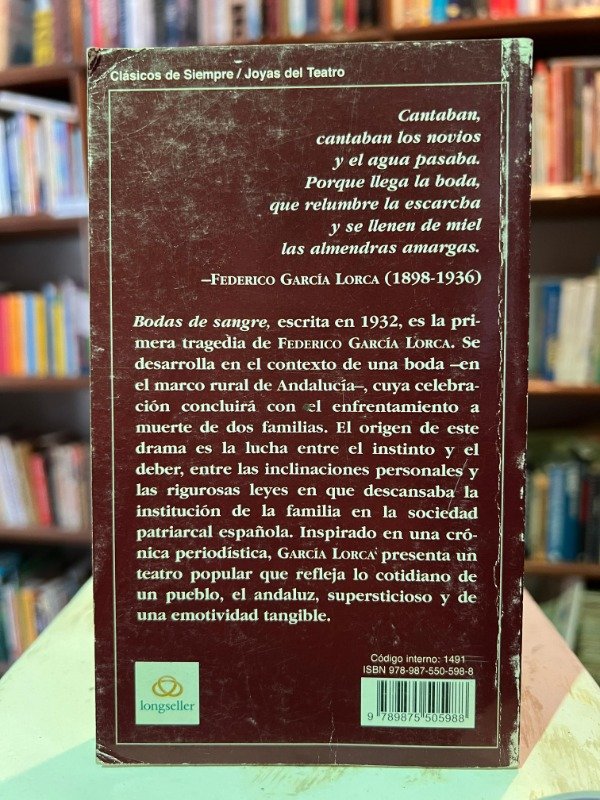 Clásicos de Siempre / Joyas del Teatro
Cantaban,
cantaban los novios
y el agua pasaba.
Porque llega la boda,
que relumbre la escarcha
y se llenen de miel
las almendras amargas.
–FEDERICO GARCÍA LORCA (1898-1936)
Bodas de sangre, escrita en 1932, es la pri-
mera tragedia de FEDERICO GARCÍA LORCA. Se
desarrolla en el contexto de una boda –en
el marco rural de Andalucía–, cuya celebra-
ción concluirá con el enfrentamiento a
muerte de dos familias. El origen de este
drama es la lucha entre el instinto y el
deber, entre las inclinaciones personales y
las rigurosas leyes en que descansaba la
institución de la familia en la sociedad
patriarcal española. Inspirado en una cró-
nica periodística, GARCÍA LORCA presenta un
teatro popular que refleja lo cotidiano de
un pueblo, el andaluz, supersticioso y de
una emotividad tangible.
Código interno: 1491
ISBN 978-987-550-598-8
longseller
9 789875 505988